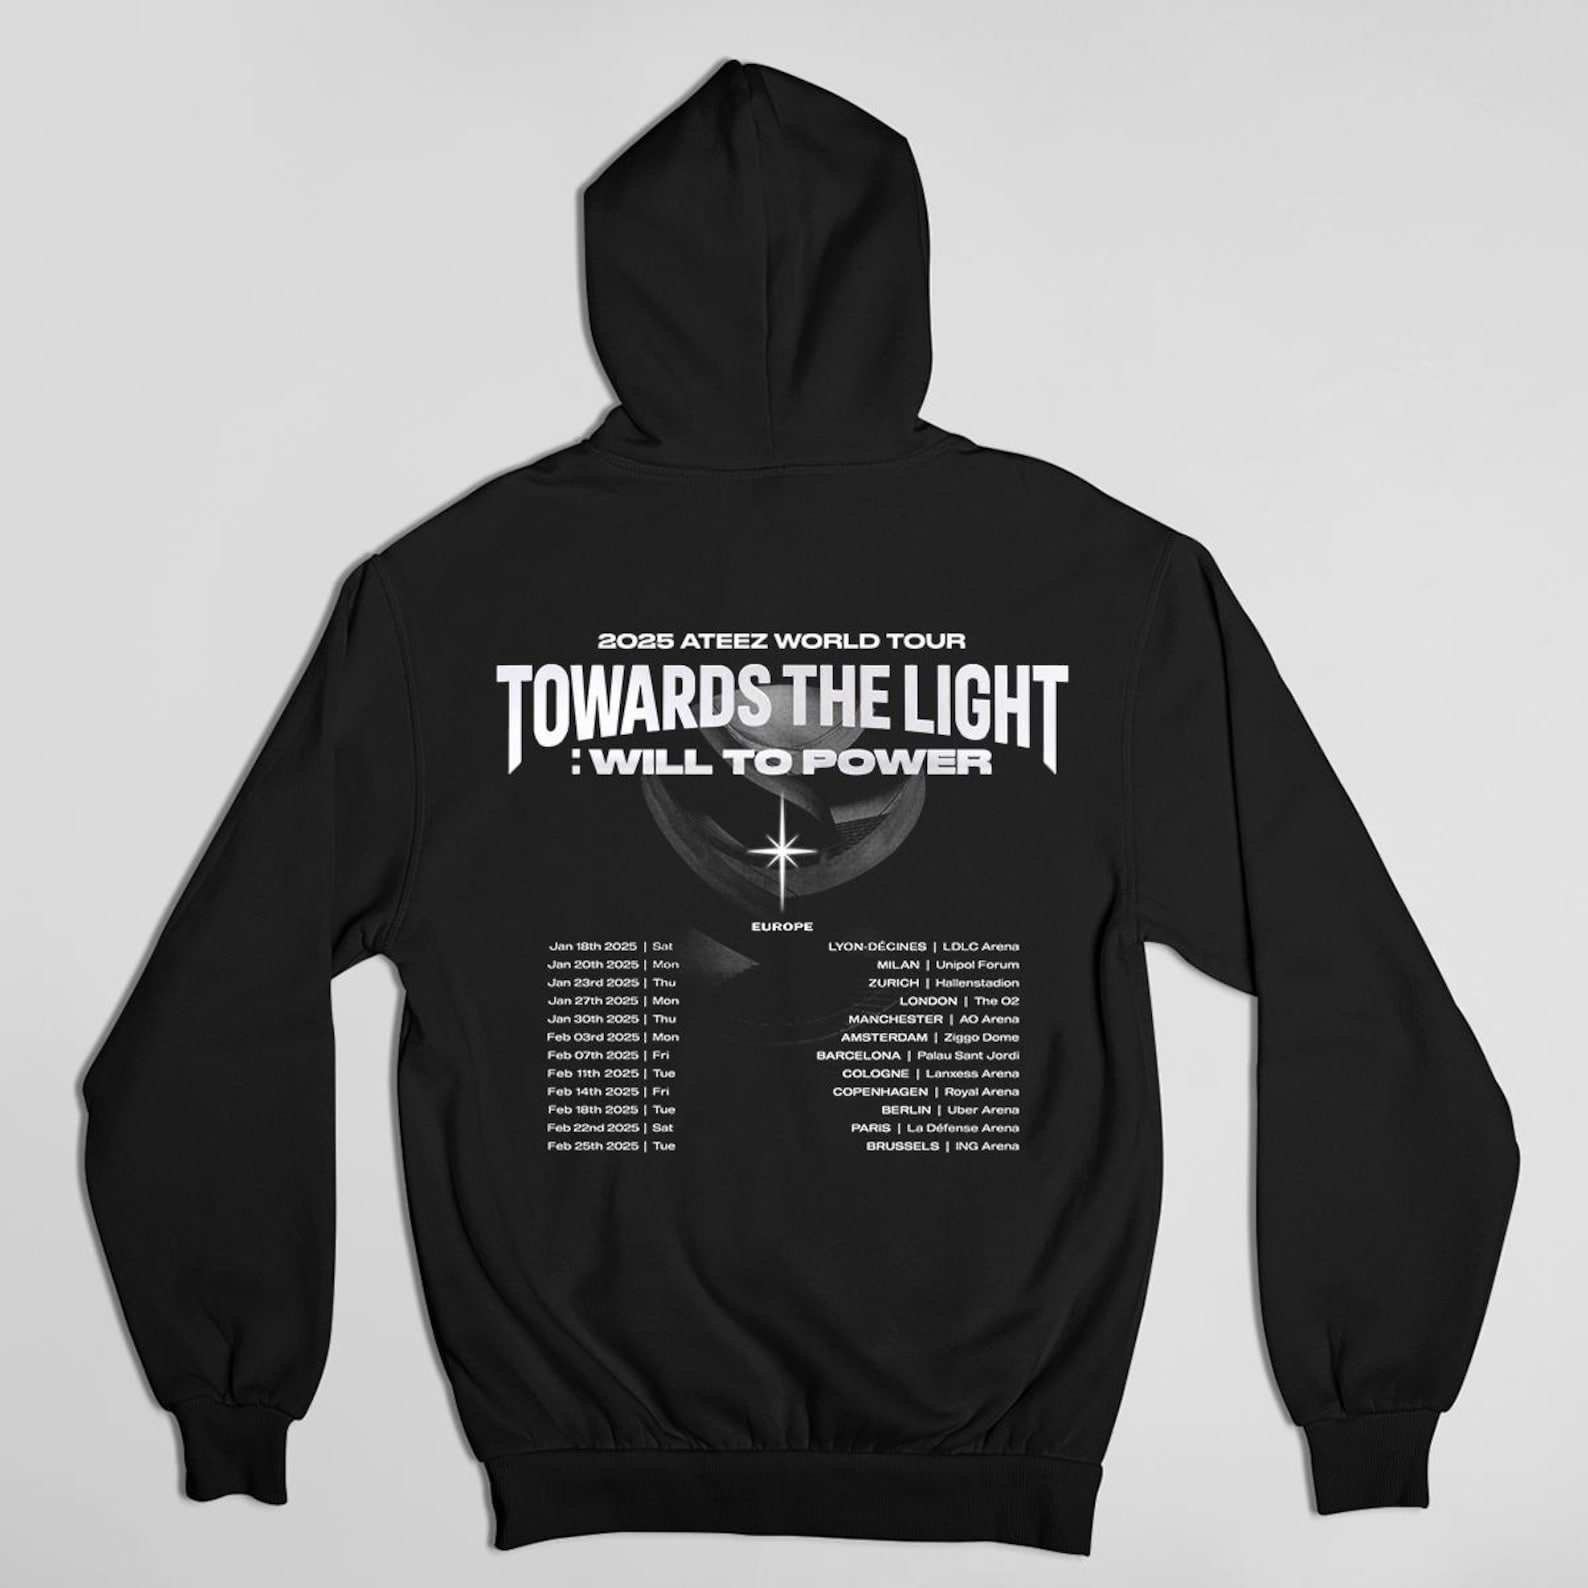 2025 ATEEZ WORLD TOUR
TOWARDS THE LIGHT
: WILL TO POWER
EUROPE
Jan 18th 2025 | Sat LYON-DÉCINES | LDLC Arena
Jan 20th 2025 | Mon MILAN | Unipol Forum
Jan 23rd 2025 | Thu ZURICH | Hallenstadion
Jan 27th 2025 | Mon LONDON | The O2
Jan 30th 2025 | Thu MANCHESTER | AO Arena
Feb 03rd 2025 | Mon AMSTERDAM | Ziggo Dome
Feb 07th 2025 | Fri BARCELONA | Palau Sant Jordi
Feb 11th 2025 | Tue COLOGNE | Lanxess Arena
Feb 14th 2025 | Fri COPENHAGEN | Royal Arena
Feb 18th 2025 | Tue BERLIN | Uber Arena
Feb 22nd 2025 | Sat PARIS | La Défense Arena
Feb 25th 2025 | Tue BRUSSELS | ING Arena